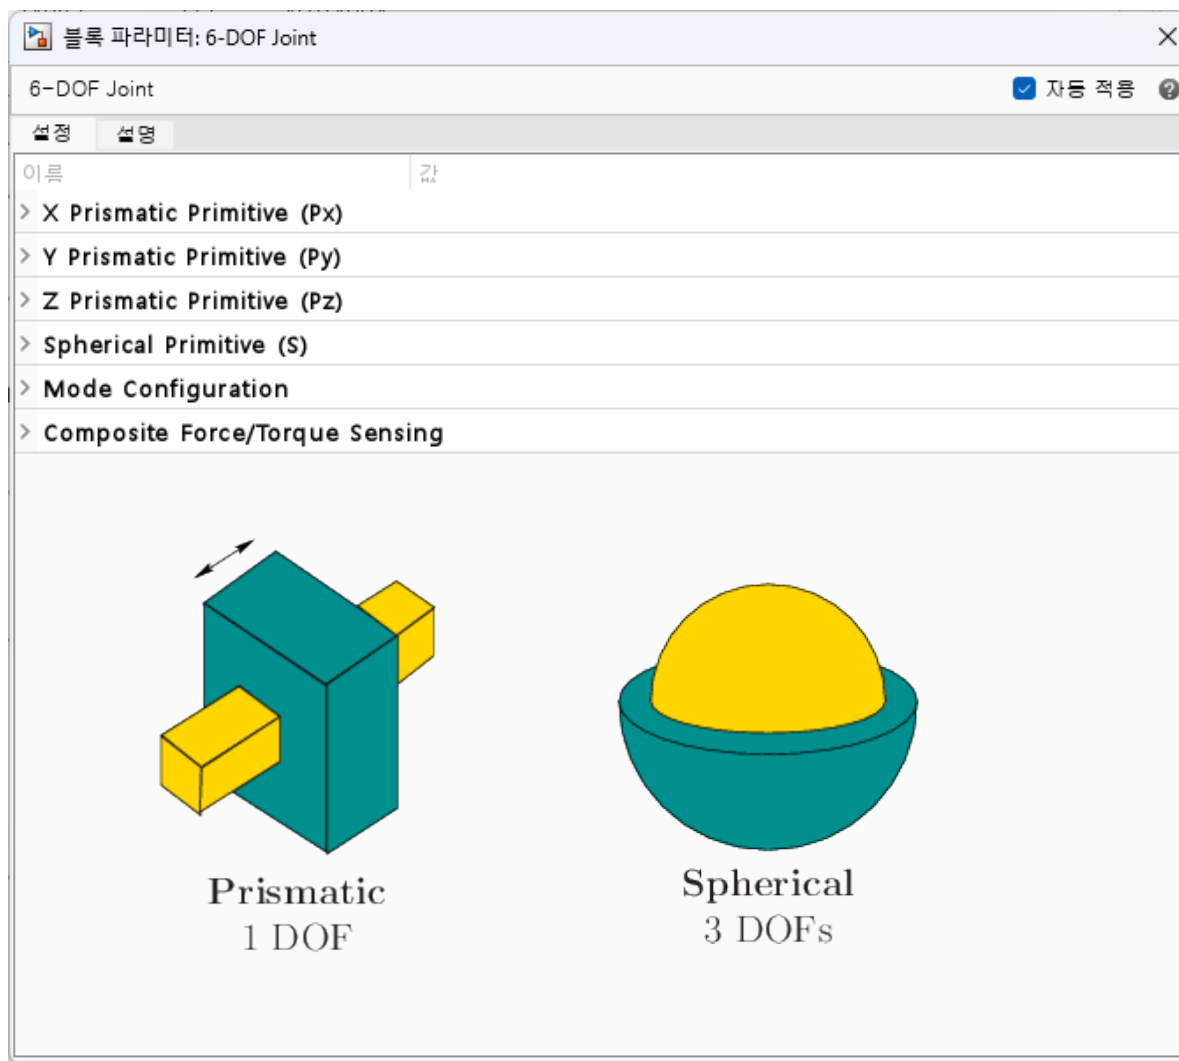 블록 파라미터: 6-DOF Joint
6-DOF Joint
자동 적용
설정 설명
이름 값
X Prismatic Primitive (Px)
Y Prismatic Primitive (Py)
Z Prismatic Primitive (Pz)
Spherical Primitive (S)
Mode Configuration
Composite Force/Torque Sensing
Prismatic
1 DOF
Spherical
3 DOFs